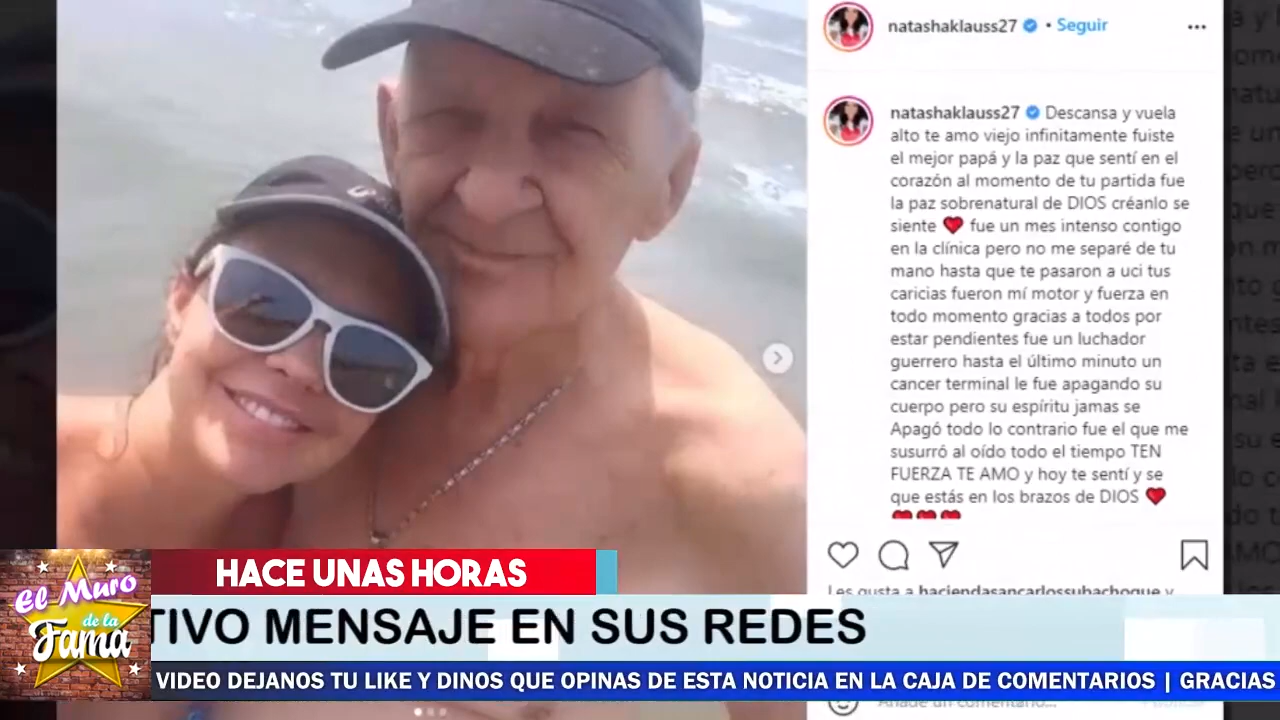 natashaklauss27 • Seguir
natashaklauss27 Descansa y vuela
alto te amo viejo infinitamente fuiste
el mejor papá y la paz que sentí en el
corazón al momento de tu partida fue
la paz sobrenatural de DIOS créanlo se
siente ❤️ fue un mes intenso contigo
en la clínica pero no me separé de tu
mano hasta que te pasaron a uci tus
caricias fueron mí motor y fuerza en
todo momento gracias a todos por
estar pendientes fue un luchador
guerrero hasta el último minuto un
cancer terminal le fue apagando su
cuerpo pero su espíritu jamas se
Apagó todo lo contrario fue el que me
susurró al oído todo el tiempo TEN
FUERZA TE AMO y hoy te sentí y se
que estás en los brazos de DIOS ❤️
❤️❤️❤️
Les gusta a haciendasancarlossubachoque y
Añade un comentario...
El Muro
de la
Fama
HACE UNAS HORAS
TIVO MENSAJE EN SUS REDES
VIDEO DEJANOS TU LIKE Y DINOS QUE OPINAS DE ESTA NOTICIA EN LA CAJA DE COMENTARIOS | GRACIAS